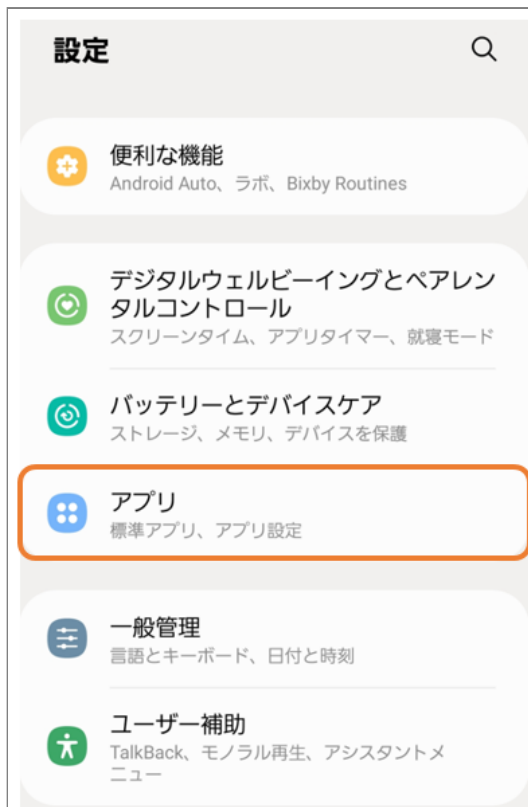 設定
便利な機能
Android Auto、ラボ、Bixby Routines
デジタルウェルビーイングとペアレン
タルコントロール
スクリーンタイム、アプリタイマー、就寝モード
バッテリーとデバイスケア
ストレージ、メモリ、デバイスを保護
アプリ
標準アプリ、アプリ設定
一般管理
言語とキーボード、日付と時刻
ユーザー補助
TalkBack、モノラル再生、アシスタントメ
ニュー